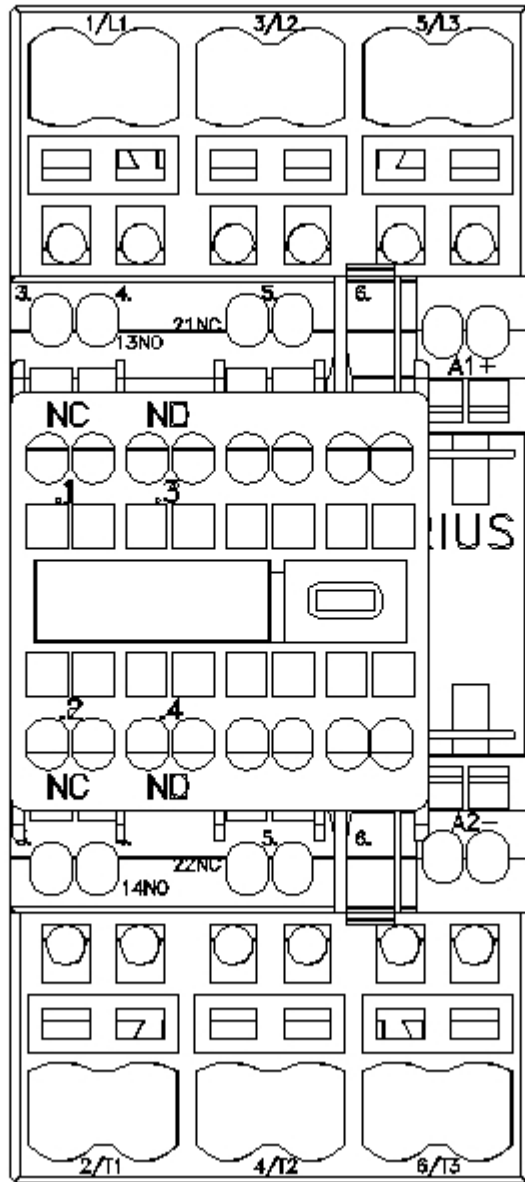 1/L1 3/L2 5/L3
3. 4. 5. 6.
13NO 21NC
A1+
NC NO
.1 .3
RIUS
.2 .4
NC NO
A2-
5. 6.
14NO 22NC
2/T1 4/T2 6/T3